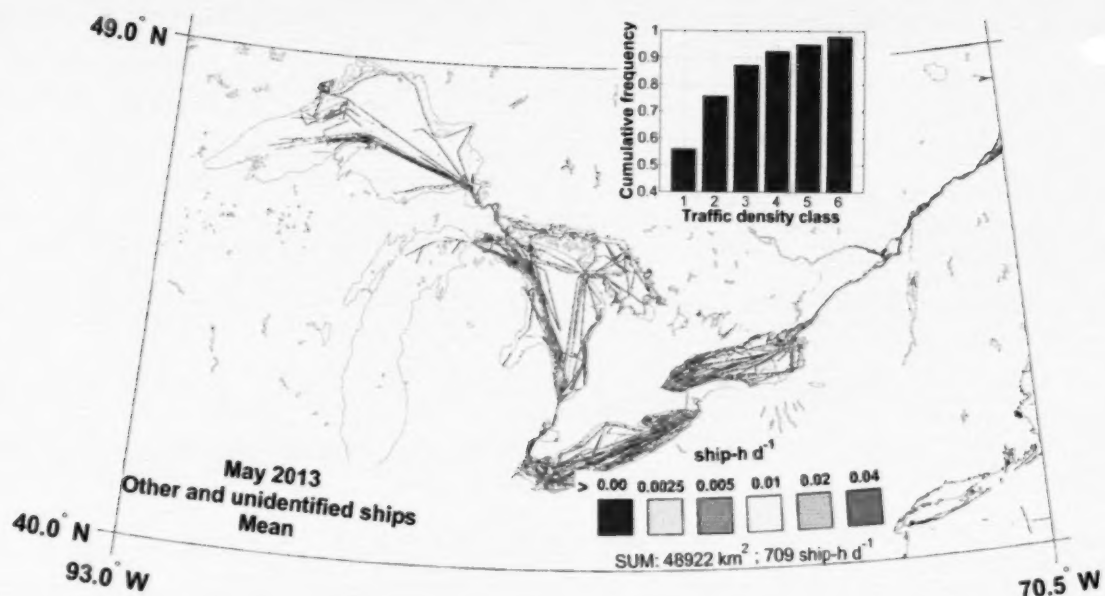 49.0° N
1
0.9
0.8
0.7
0.6
0.5
0.4
Cumulative frequency
1 2 3 4 5 6
Traffic density class
May 2013
Other and unidentified ships
Mean
ship-h d⁻¹
> 0.00 0.0025 0.005 0.01 0.02 0.04
SUM: 48922 km² ; 709 ship-h d⁻¹
40.0° N
93.0° W
70.5° W